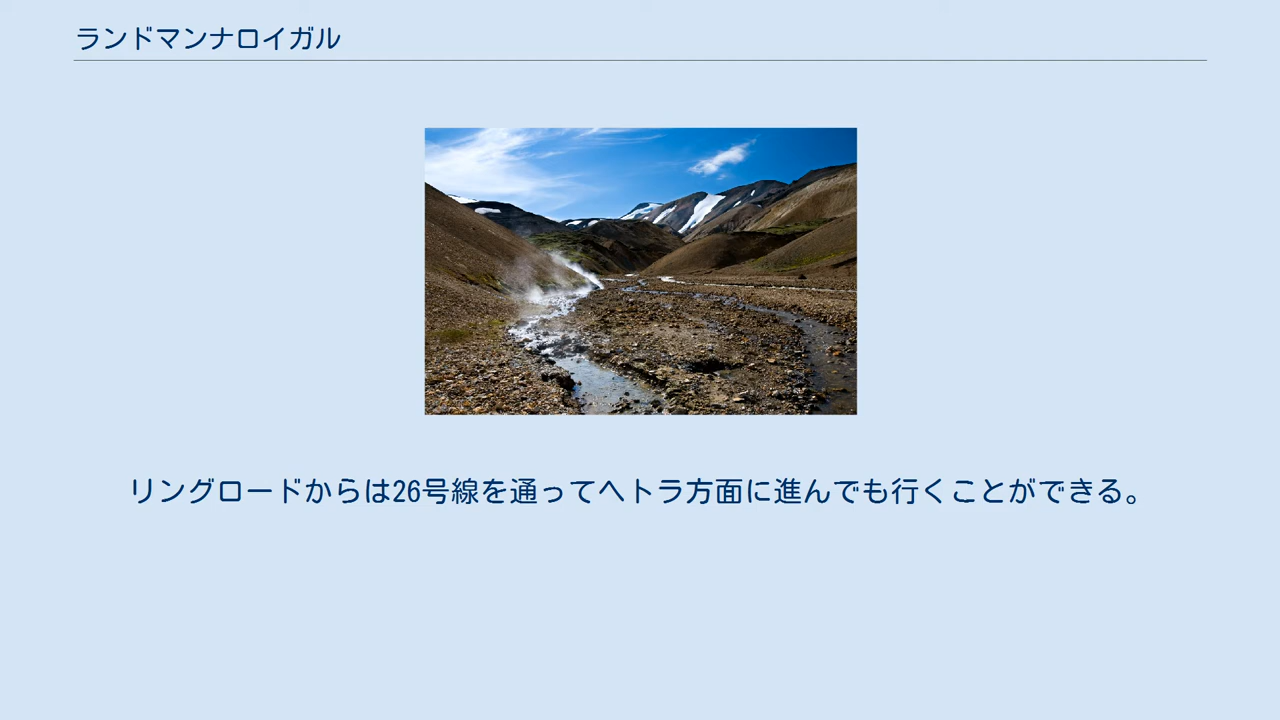 ランドマンナロイガル
リングロードからは26号線を通ってヘトラ方面に進んでも行くことができる。